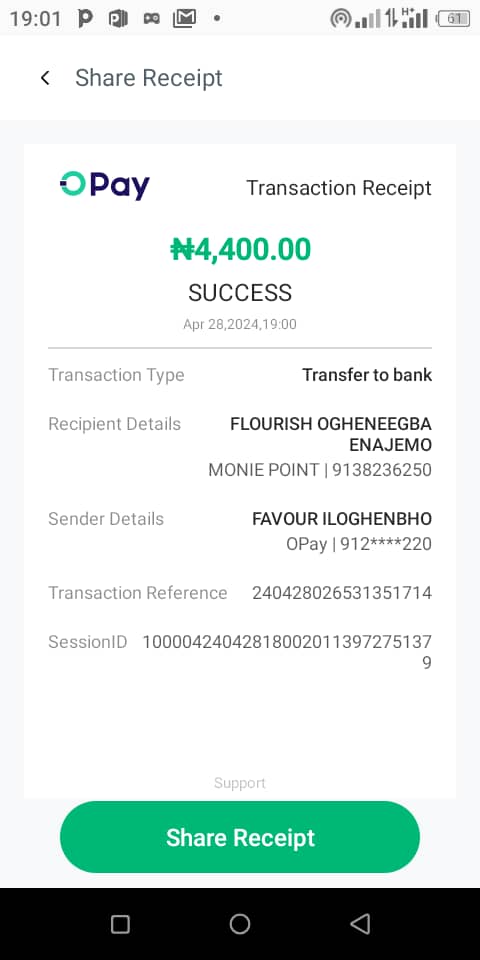 19:01
H+
61
Share Receipt
OPay
Transaction Receipt
₦4,400.00
SUCCESS
Apr 28,2024,19:00
Transaction Type Transfer to bank
Recipient Details FLOURISH OGHENEEGBA
ENAJEMO
MONIE POINT | 9138236250
Sender Details FAVOUR ILOGHENBHO
OPay | 912****220
Transaction Reference 240428026531351714
SessionID 10000424042818002011397275137
9
Support
Share Receipt